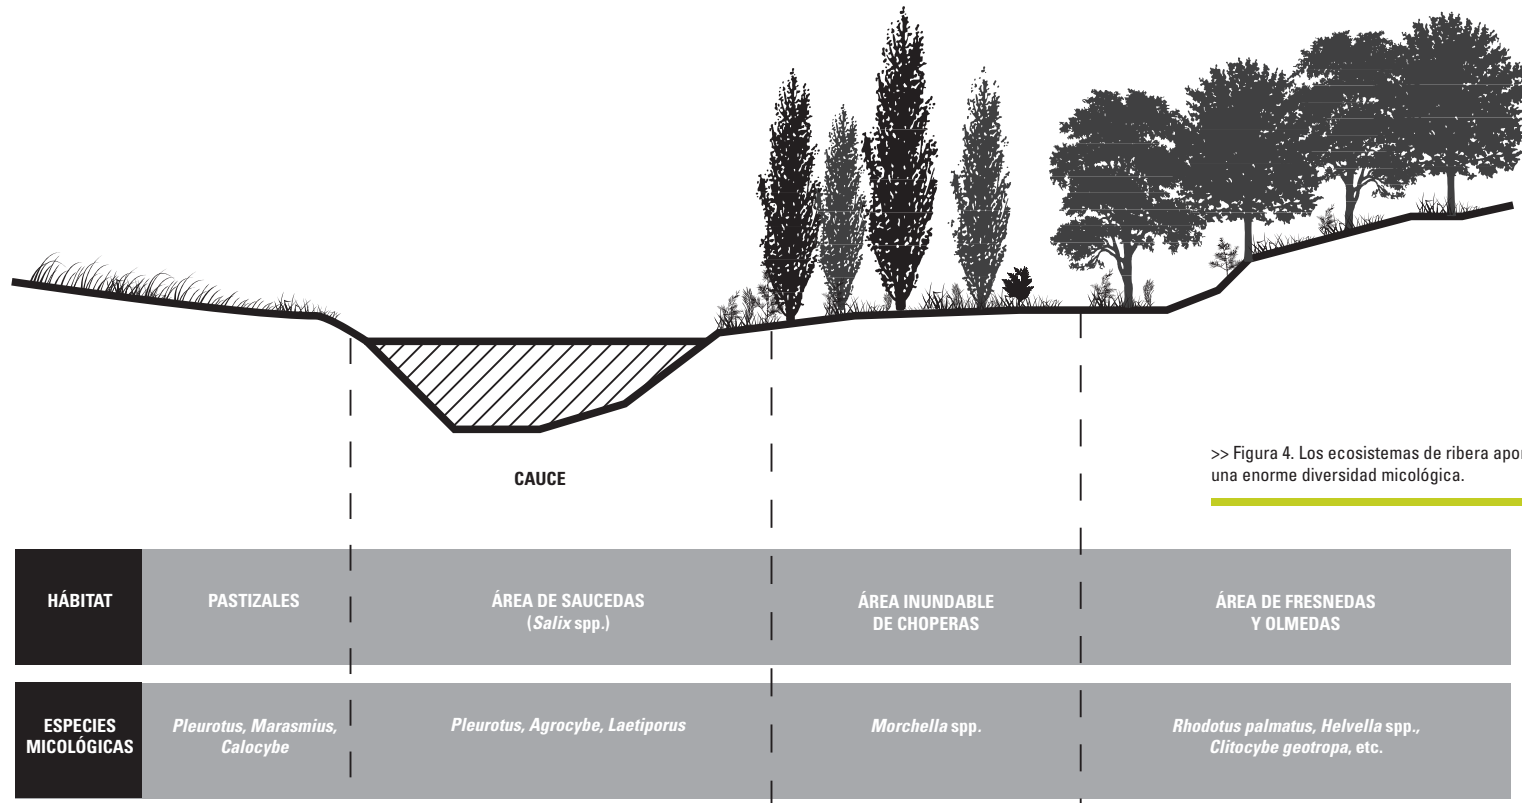 CAUCE
>> Figura 4. Los ecosistemas de ribera
una enorme diversidad micológica.
HÁBITAT
PASTIZALES
ÁREA DE SAUCEDAS
(Salix spp.)
ÁREA INUNDABLE
DE CHOPERAS
ÁREA DE FRESNEDAS
Y OLMEDAS
ESPECIES
MICOLÓGICAS
Pleurotus, Marasmius,
Calocybe
Pleurotus, Agrocybe, Laetiporus
Morchella spp.
Rhodotus palmatus, Helvella spp.,
Clitocybe geotropa, etc.